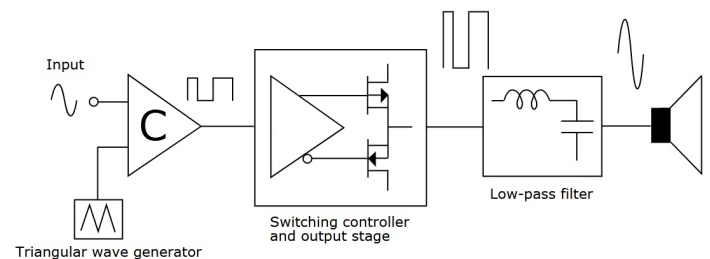 Input
C
Triangular wave generator
Switching controller
and output stage
Low-pass filter